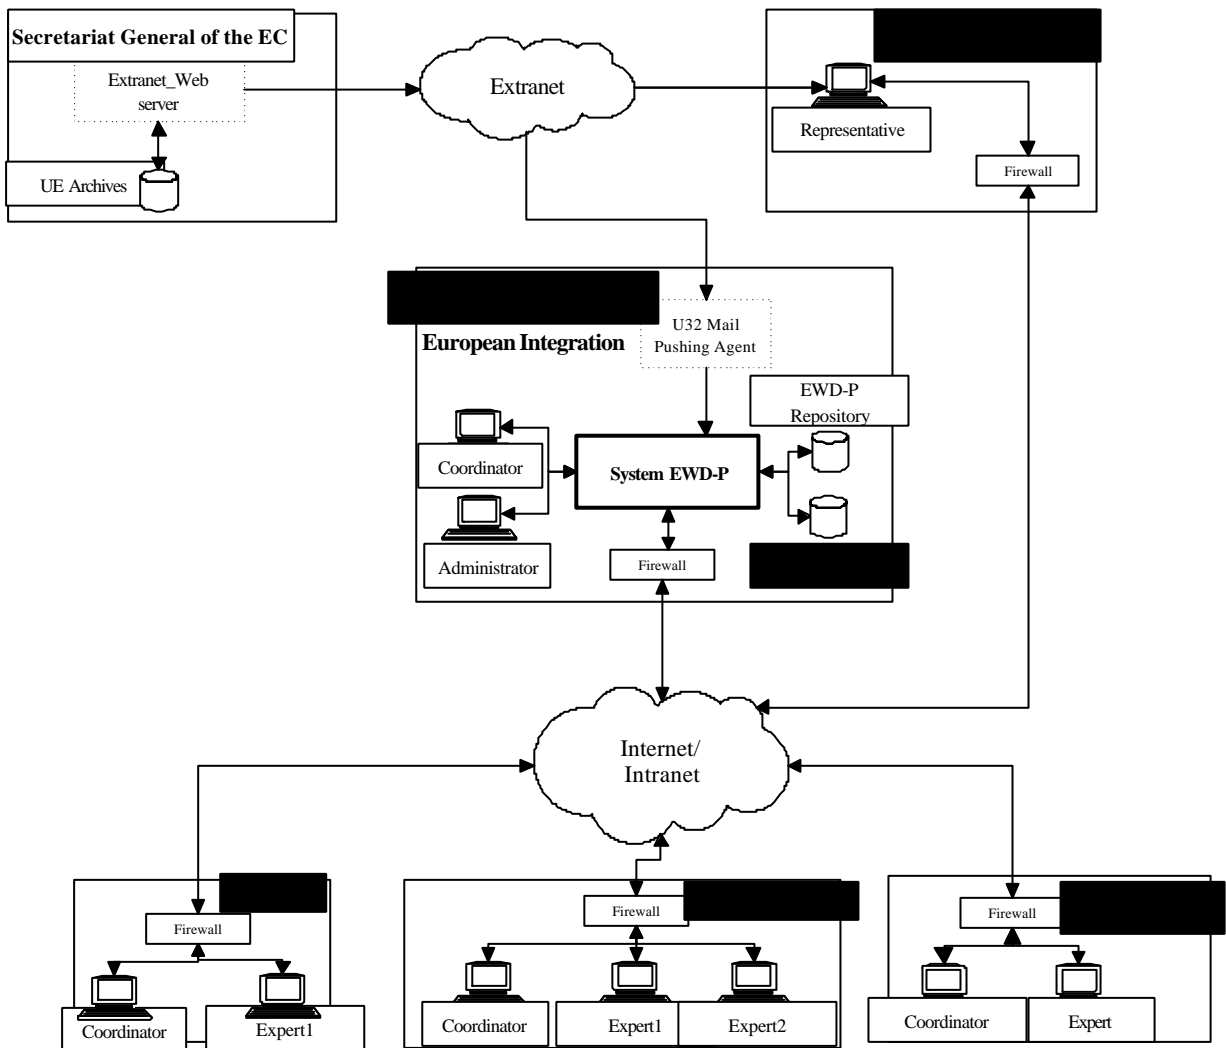 Secretariat General of the EC
Extranet_Web
server
UE Archives
Extranet
Representative
Firewall
European Integration
U32 Mail
Pushing Agent
EWD-P
Repository
Coordinator
System EWD-P
Administrator
Firewall
Internet/
Intranet
Firewall
Coordinator
Expert1
Firewall
Coordinator
Expert1
Expert2
Firewall
Coordinator
Expert